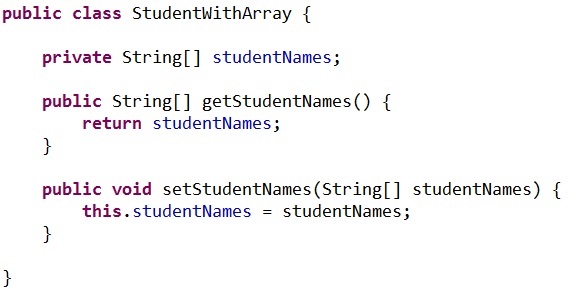 public class StudentWithArray {
private String[] studentNames;
public String[] getStudentNames() {
return studentNames;
}
public void setStudentNames(String[] studentNames) {
this.studentNames = studentNames;
}
}